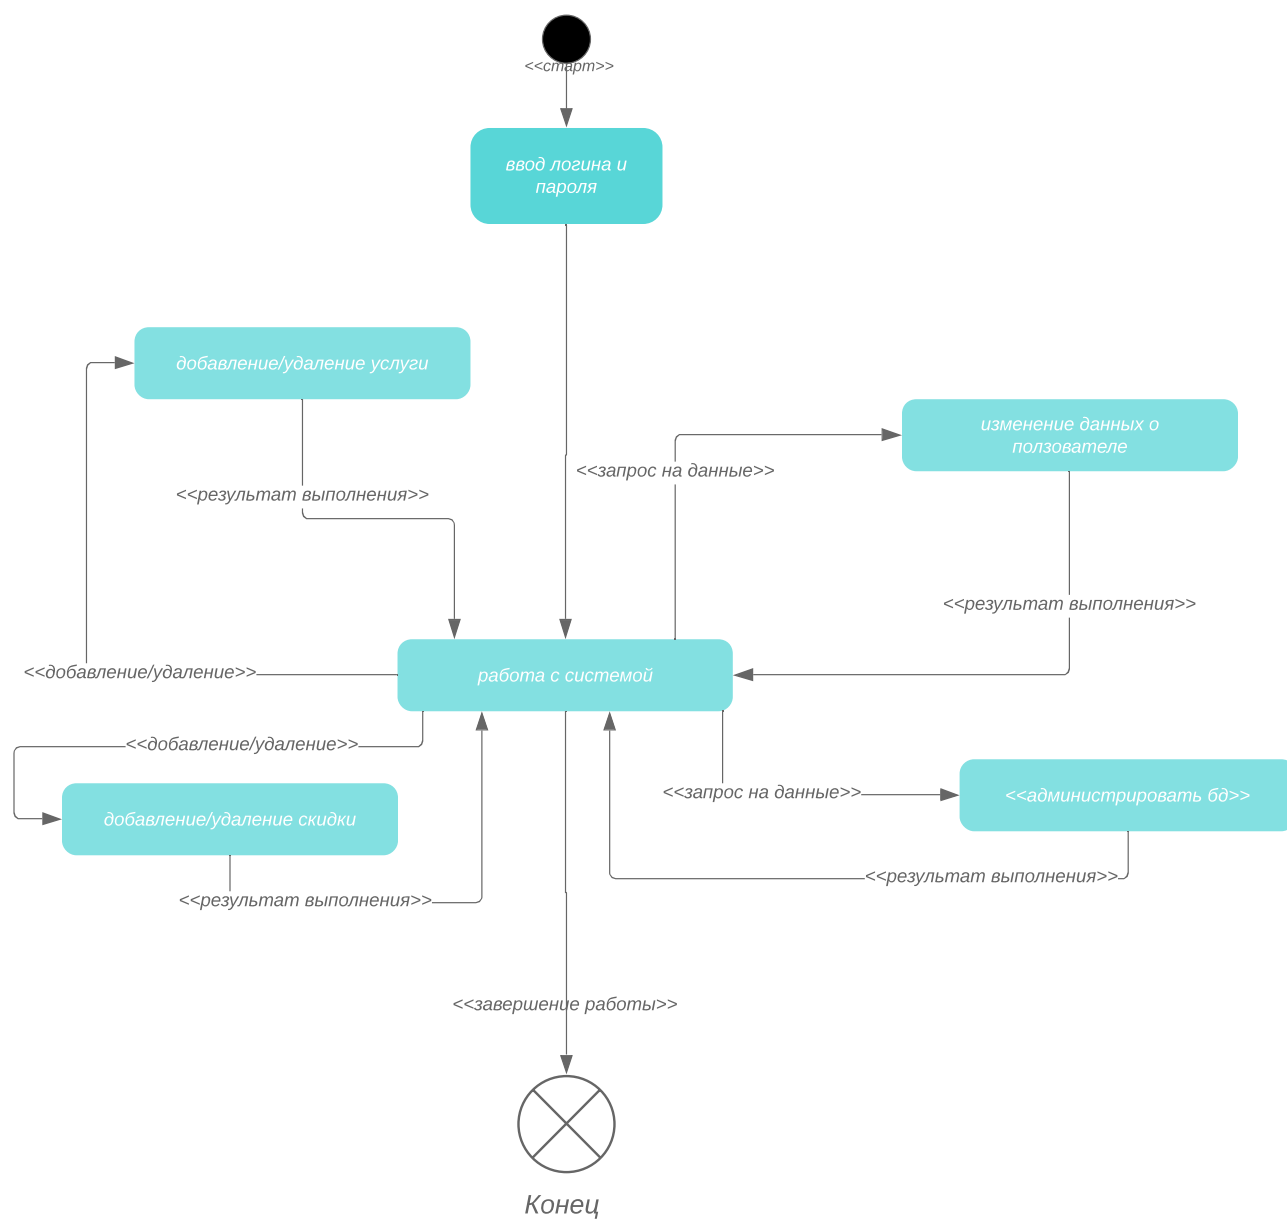 <<старт>>
ввод логина и
пароля
добавление/удаление услуги
изменение данных о
ползователе
<<запрос на данные>>
<<результат выполнения>>
<<результат выполнения>>
<<добавление/удаление>>
работа с системой
<<добавление/удаление>>
<<запрос на данные>>
<<администрировать бд>>
добавление/удаление скидки
<<результат выполнения>>
<<результат выполнения>>
<<завершение работы>>
Конец